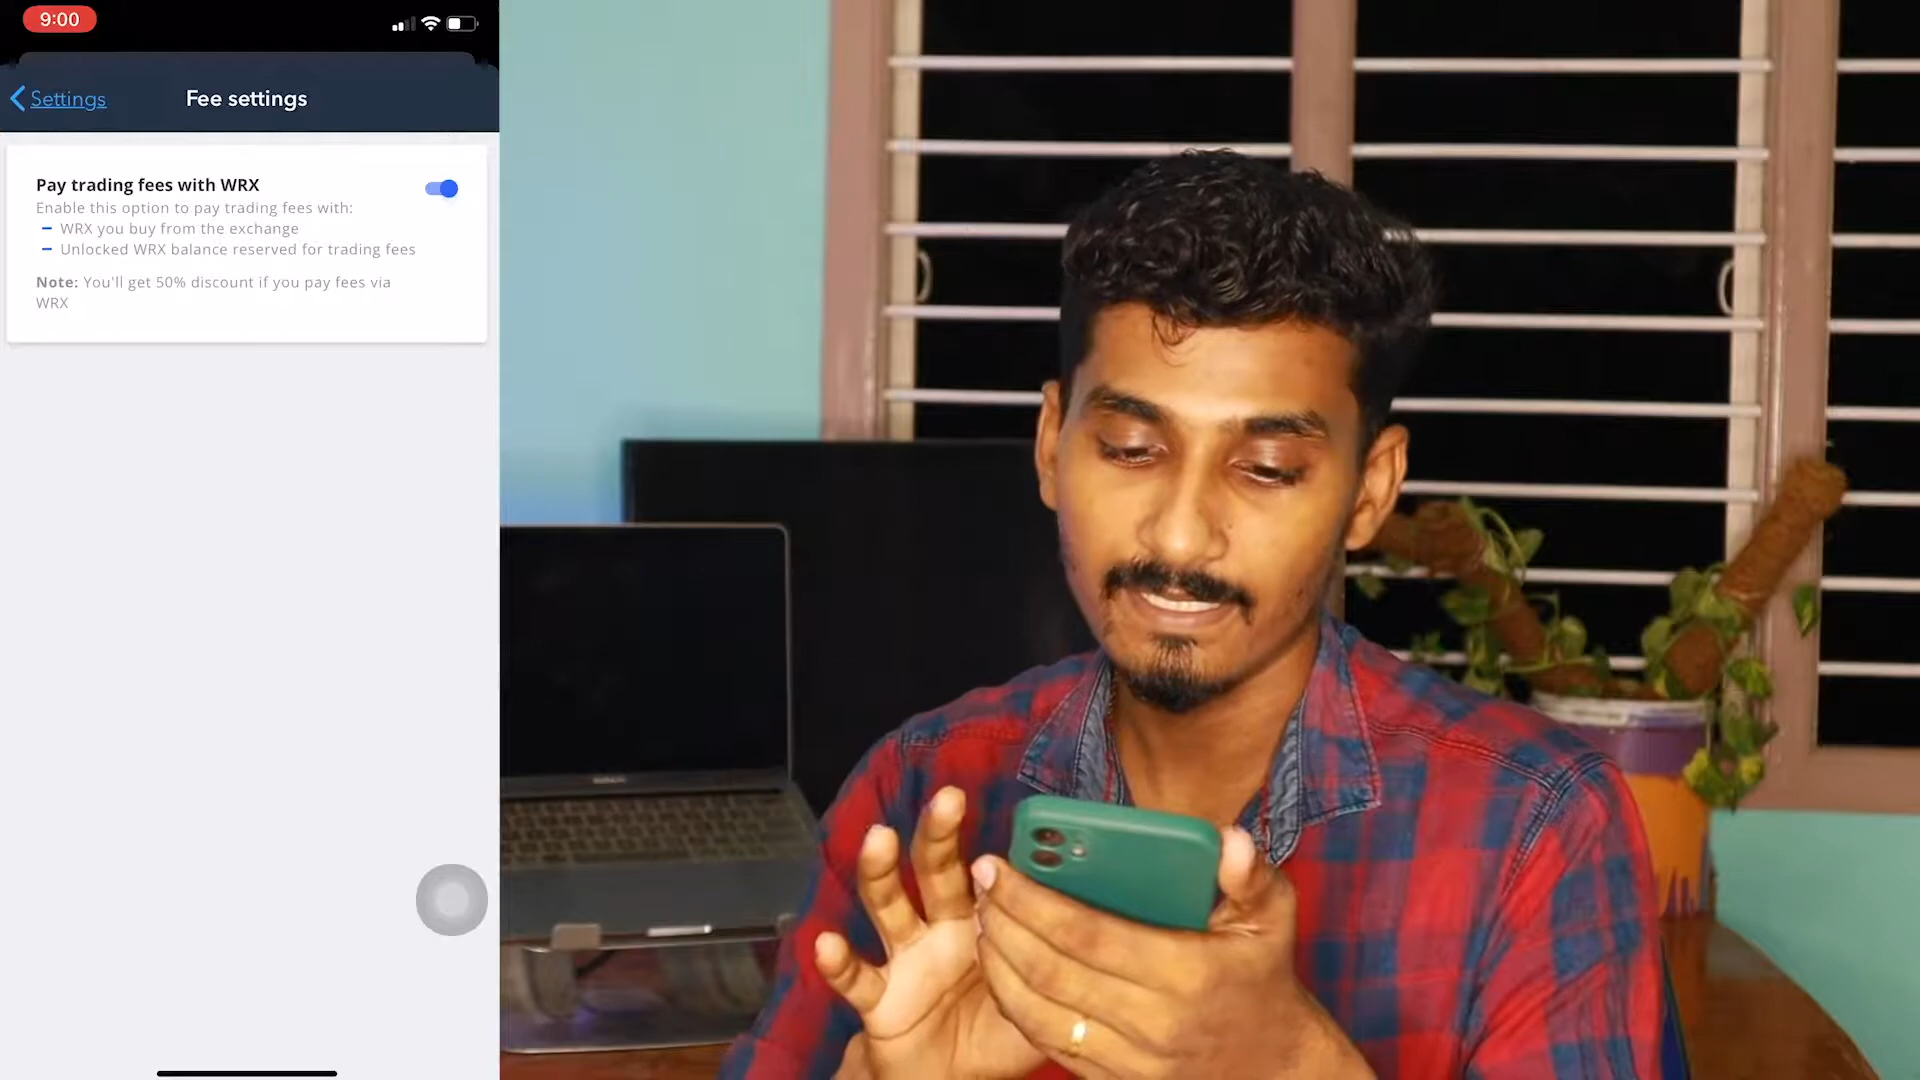 9:00
Settings
Fee settings
Pay trading fees with WRX
Enable this option to pay trading fees with:
WRX you buy from the exchange
Unlocked WRX balance reserved for trading fees
Note: You'll get 50% discount if you pay fees via
WRX